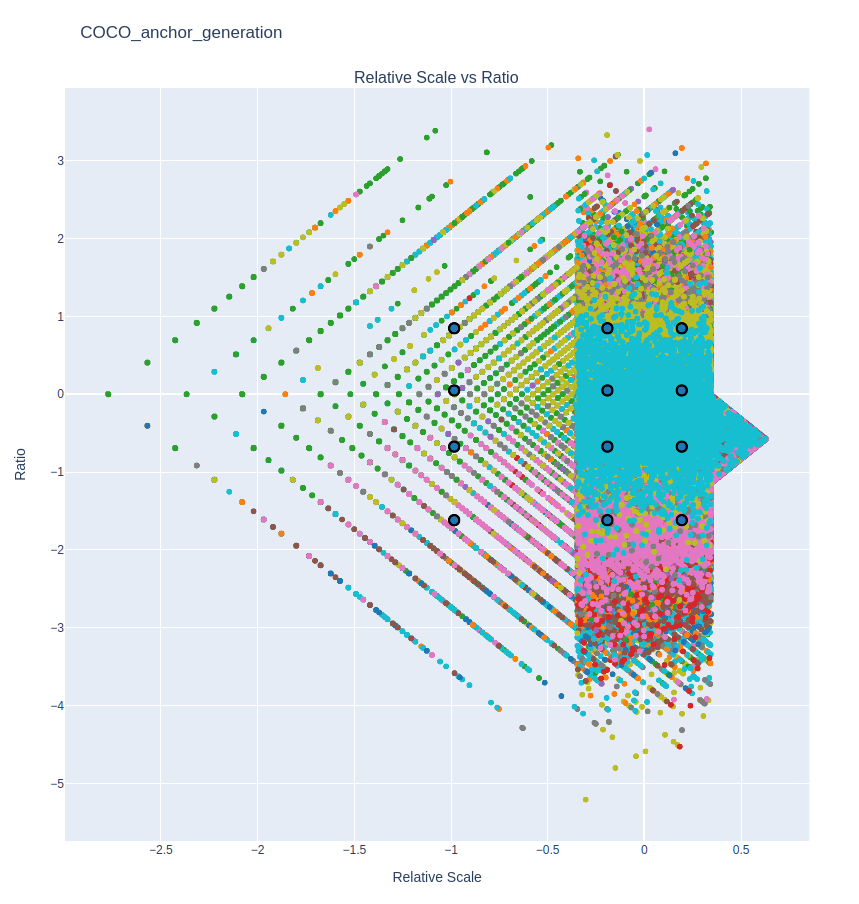 COCO_anchor_generation
Relative Scale vs Ratio
3
2
1
0
−1
−2
−3
−4
−5
Ratio
−2.5 −2 −1.5 −1 −0.5 0 0.5
Relative Scale